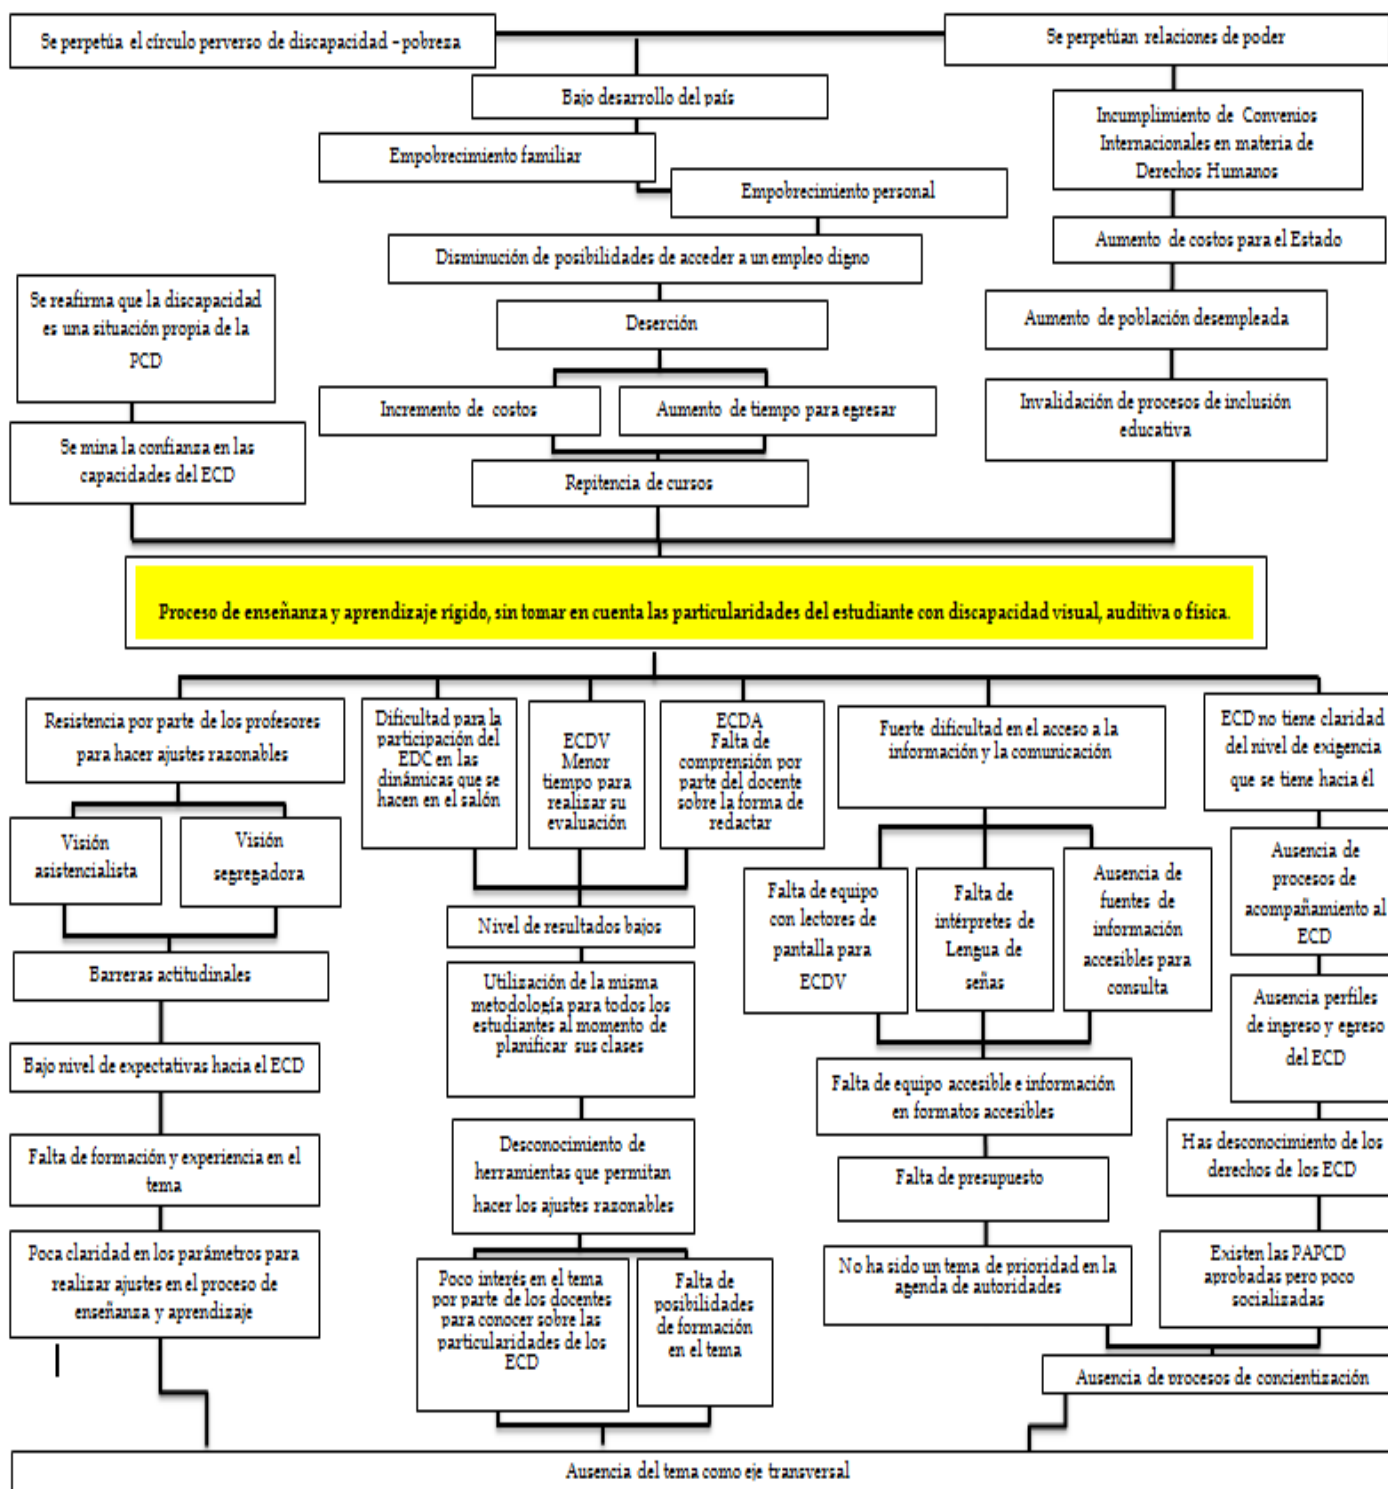 Se perpetúa el círculo perverso de discapacidad – pobreza
Se perpetúan relaciones de poder
Bajo desarrollo del país
Incumplimiento de Convenios
Internacionales en materia de
Derechos Humanos
Empobrecimiento familiar
Empobrecimiento personal
Aumento de costos para el Estado
Disminución de posibilidades de acceder a un empleo digno
Se reafirma que la discapacidad
es una situación propia de la
PCD
Deserción
Aumento de población desempleada
Incremento de costos
Aumento de tiempo para egresar
Invalidación de procesos de inclusión
educativa
Se mina la confianza en las
capacidades del ECD
Repitencia de cursos
Proceso de enseñanza y aprendizaje rígido, sin tomar en cuenta las particularidades del estudiante con discapacidad visual, auditiva o física.
Resistencia por parte de los profesores
para hacer ajustes razonables
Dificultad para la
participación del
EDC en las
dinámicas que se
hacen en el salón
ECDV
Menor
tiempo para
realizar su
evaluación
ECDA
Falta de
comprensión por
parte del docente
sobre la forma de
redactar
Fuerte dificultad en el acceso a la
información y la comunicación
ECD no tiene claridad
del nivel de exigencia
que se tiene hacia él
Visión
asistencialista
Visión
segregadora
Falta de equipo
con lectores de
pantalla para
ECDV
Falta de
intérpretes de
Lengua de
señas
Ausencia de
fuentes de
información
accesibles para
consulta
Ausencia de
procesos de
acompañamiento al
ECD
Nivel de resultados bajos
Barreras actitudinales
Utilización de la misma
metodología para todos los
estudiantes al momento de
planificar sus clases
Ausencia perfiles
de ingreso y egreso
del ECD
Bajo nivel de expectativas hacia el ECD
Falta de equipo accesible e información
en formatos accesibles
Falta de formación y experiencia en el
tema
Desconocimiento de
herramientas que permitan
hacer los ajustes razonables
Has desconocimiento de los
derechos de los ECD
Falta de presupuesto
Poca claridad en los parámetros para
realizar ajustes en el proceso de
enseñanza y aprendizaje
Poco interés en el tema
por parte de los docentes
para conocer sobre las
particularidades de los
ECD
Falta de
posibilidades
de formación
en el tema
No ha sido un tema de prioridad en la
agenda de autoridades
Existen las PAPCD
aprobadas pero poco
socializadas
Ausencia de procesos de concientización
Ausencia del tema como eje transversal